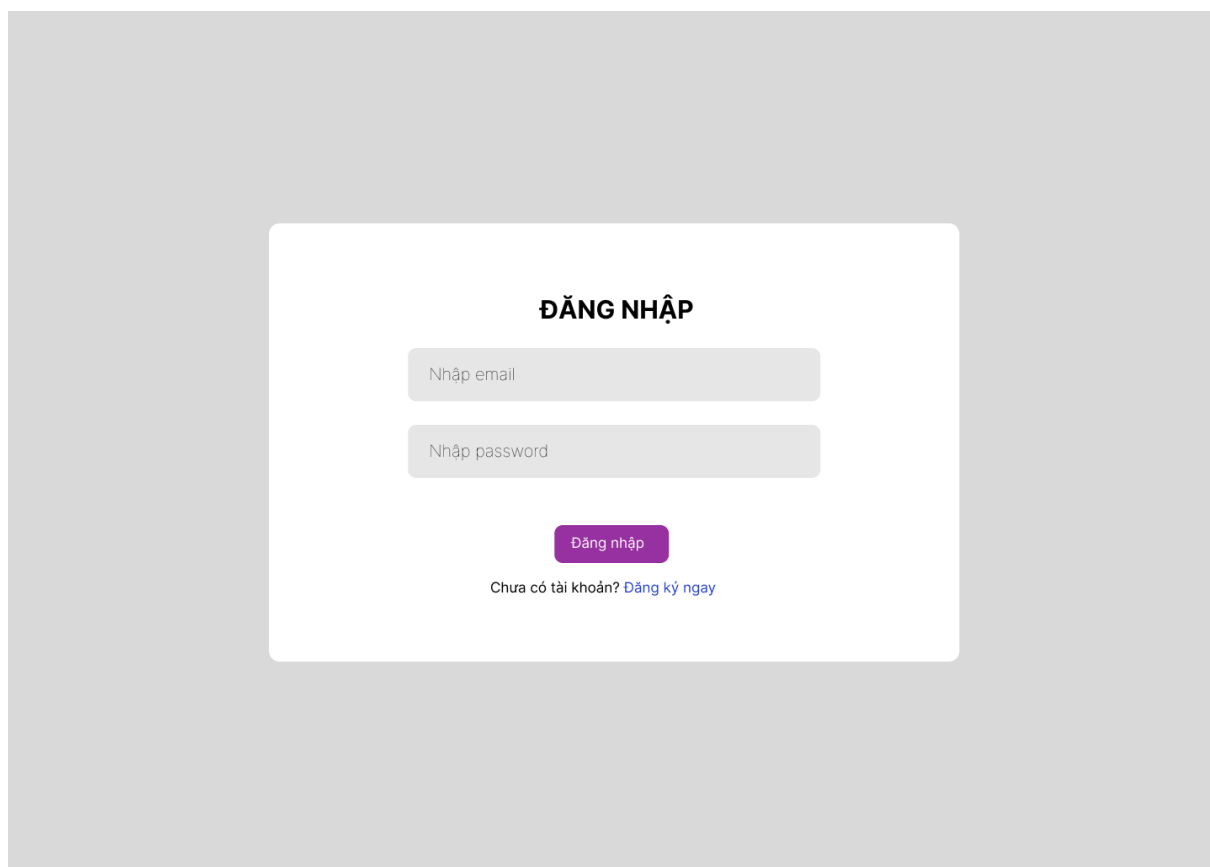 ĐĂNG NHẬP
Nhập email
Nhập password
Đăng nhập
Chưa có tài khoản? Đăng ký ngay